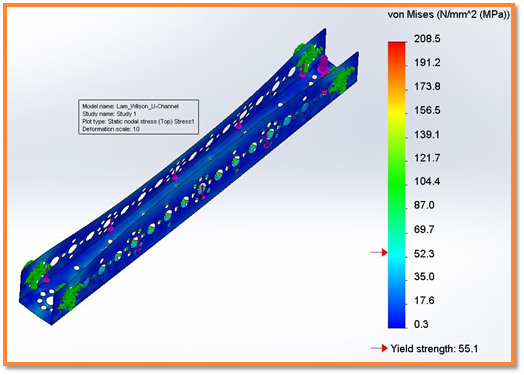 von Mises (N/mm^2 (MPa))
Model name: Lam_Wilson_U-Channel
Study name: Study 1
Plot type: Static nodal stress (Top) Stress1
Deformation scale: 10
208.5
191.2
173.8
156.5
139.1
121.7
104.4
87.0
69.7
52.3
35.0
17.6
0.3
Yield strength: 55.1